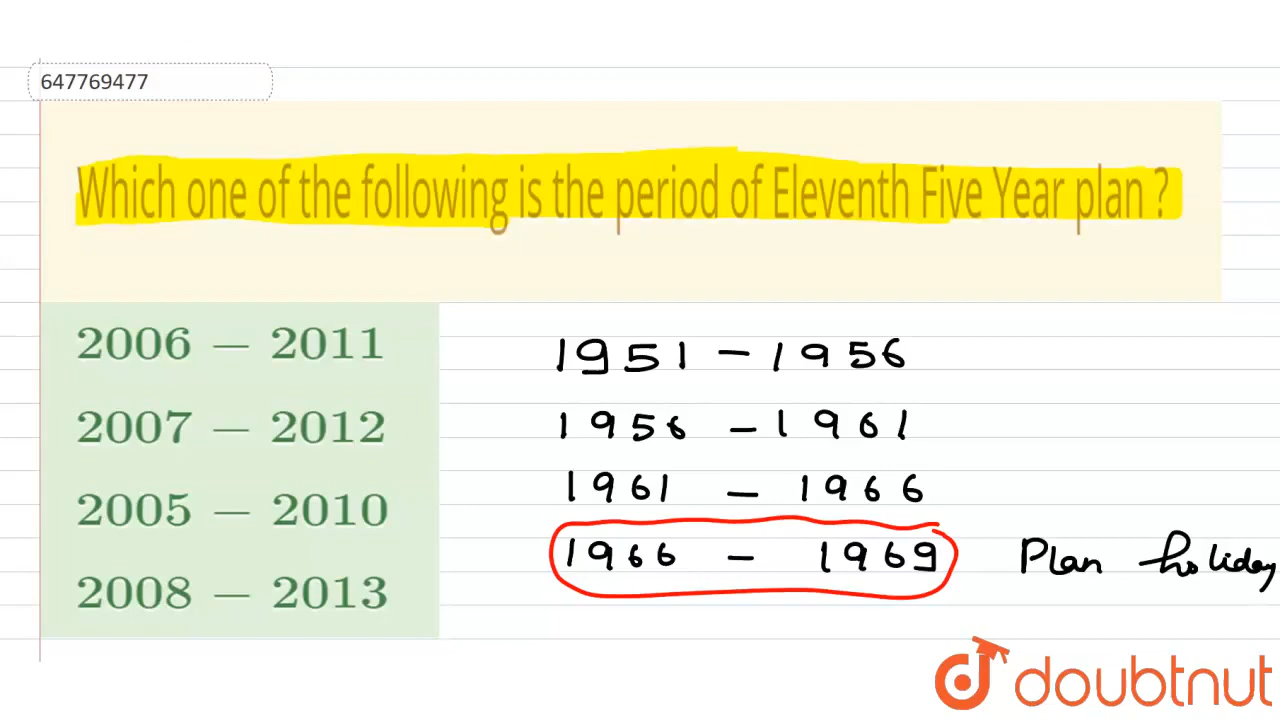 647769477
Which one of the following is the period of Eleventh Five Year plan ?
2006 − 2011
2007 − 2012
2005 − 2010
2008 − 2013
1951 − 1956
1956 − 1961
1961 − 1966
1966 − 1969 Plan holiday
doubtnut